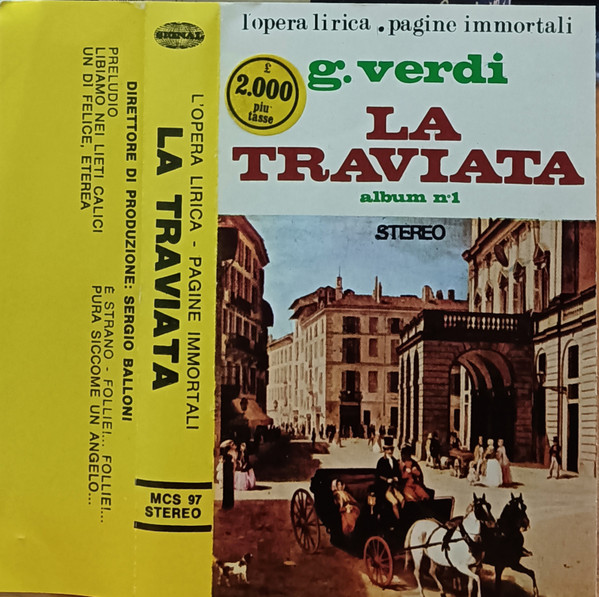 l'opera lirica . pagine immortali
g. verdi
£
2.000
piu'
tasse
LA
TRAVIATA
album n°1
STEREO
SIGNAL
L'OPERA LIRICA - PAGINE IMMORTALI
LA TRAVIATA
MCS 97
STEREO
DIRETTORE DI PRODUZIONE: SERGIO BALLONI
PRELUDIO
LIBIAMO NEI LIETI CALICI
UN DI FELICE, ETEREA
É STRANO - FOLLIE!... FOLLIE!...
PURA SICCOME UN ANGELO...